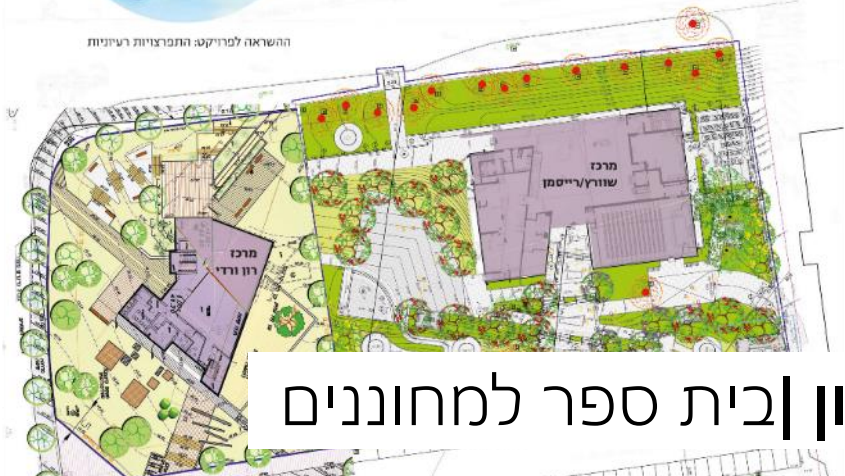 ההשראה לפרויקט: התפרצויות רעיוניות
מרכז
שוורץ/רייסמן
מרכז
רון ורדי
ון | בית ספר למחוננים